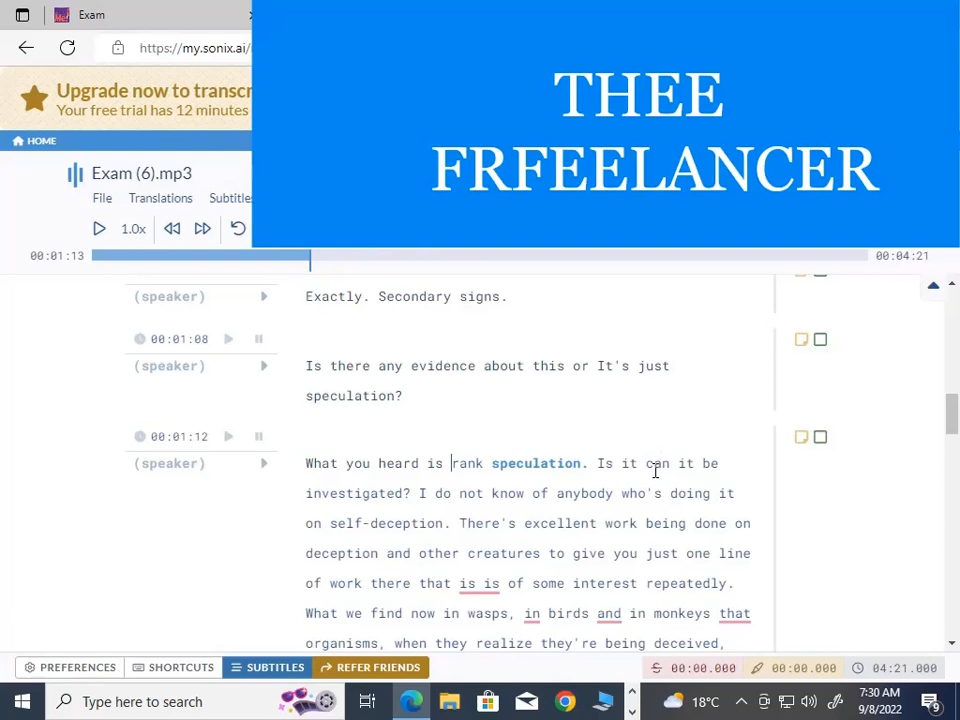 Exam
https://my.sonix.ai/
THEE
FRFEELANCER
Upgrade now to transcr
Your free trial has 12 minutes
HOME
Exam (6).mp3
File Translations Subtitles
1.0x
00:01:13 00:04:21
(speaker) Exactly. Secondary signs.
00:01:08
(speaker) Is there any evidence about this or It's just
speculation?
00:01:12
(speaker) What you heard is rank speculation. Is it can it be
investigated? I do not know of anybody who's doing it
on self-deception. There's excellent work being done on
deception and other creatures to give you just one line
of work there that is is of some interest repeatedly.
What we find now in wasps, in birds and in monkeys that
organisms, when they realize they're being deceived,
PREFERENCES SHORTCUTS SUBTITLES REFER FRIENDS 00:00.000 00:00.000 04:21.000
Type here to search 18°C 7:30 AM
9/8/2022 9